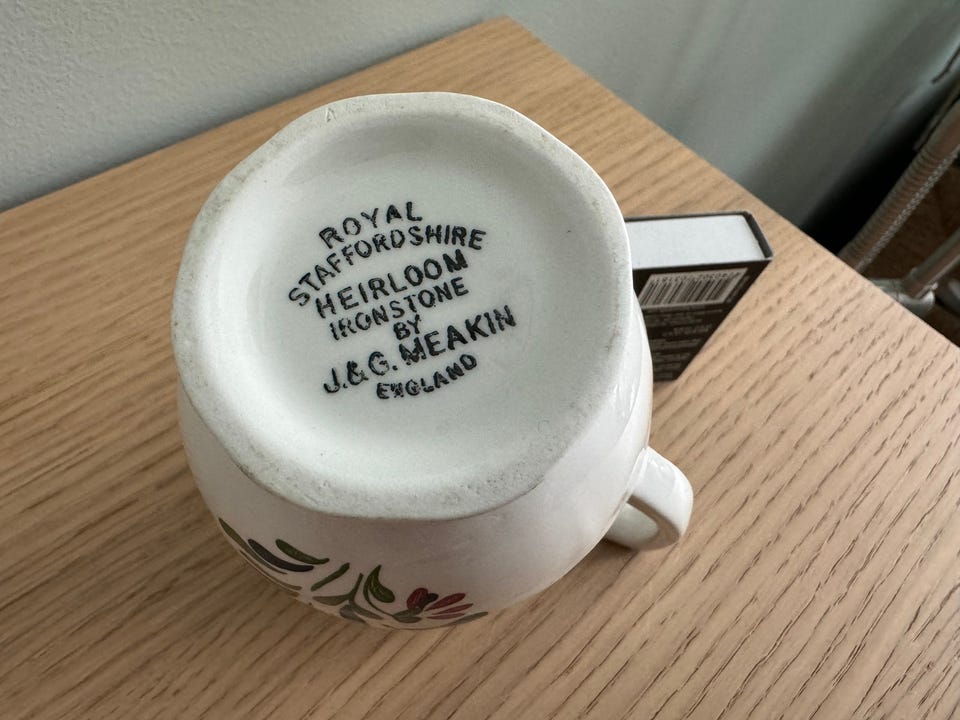 ROYAL
STAFFORDSHIRE
HEIRLOOM
IRONSTONE
BY
J.&G. MEAKIN
ENGLAND